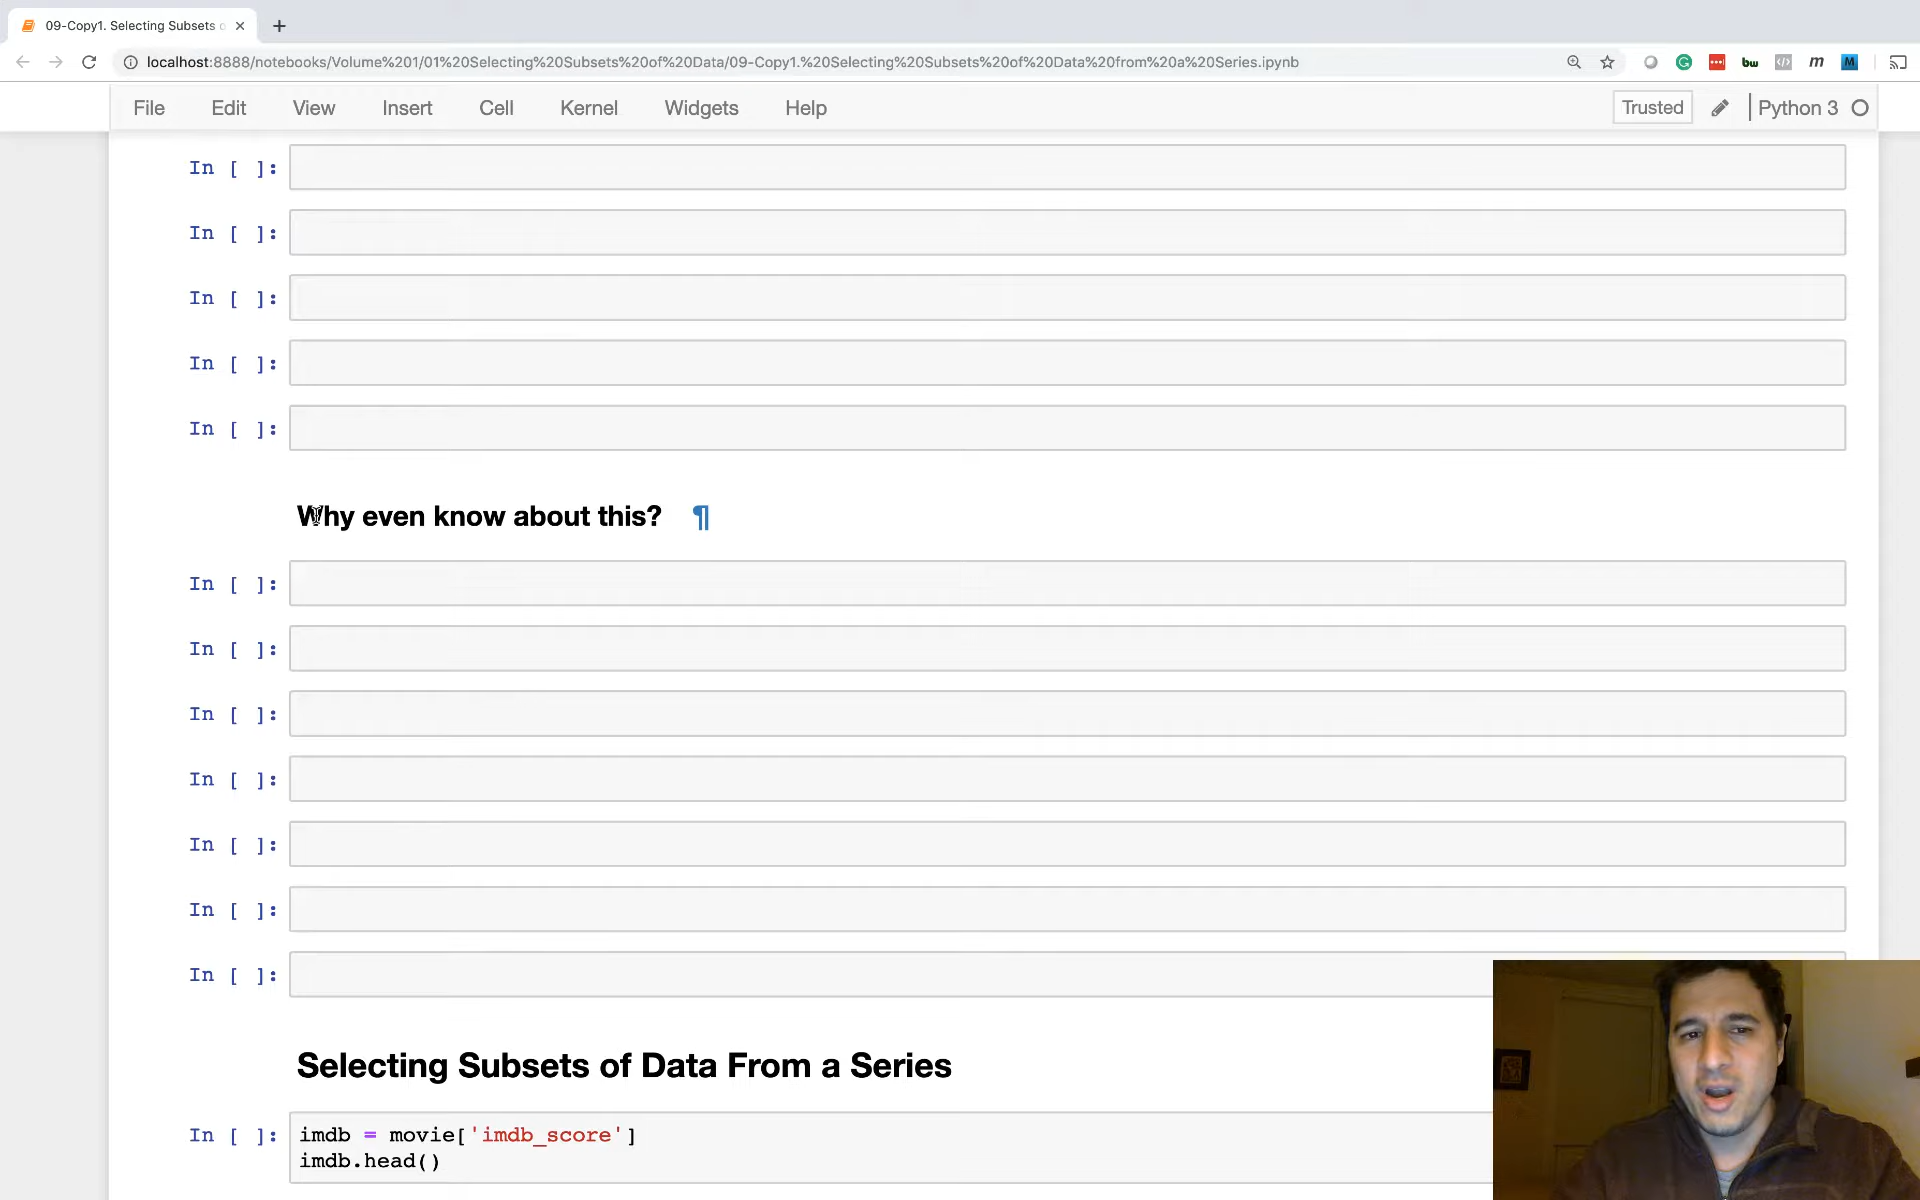 09-Copy1. Selecting Subsets o
localhost:8888/notebooks/Volume%201/01%20Selecting%20Subsets%20of%20Data/09-Copy1.%20Selecting%20Subsets%20of%20Data%20from%20a%20Series.ipynb
bw m M
File Edit View Insert Cell Kernel Widgets Help Trusted Python 3
In [ ]:
In [ ]:
In [ ]:
In [ ]:
In [ ]:
Why even know about this? ¶
In [ ]:
In [ ]:
In [ ]:
In [ ]:
In [ ]:
In [ ]:
In [ ]:
Selecting Subsets of Data From a Series
In [ ]: imdb = movie['imdb_score']
imdb.head()